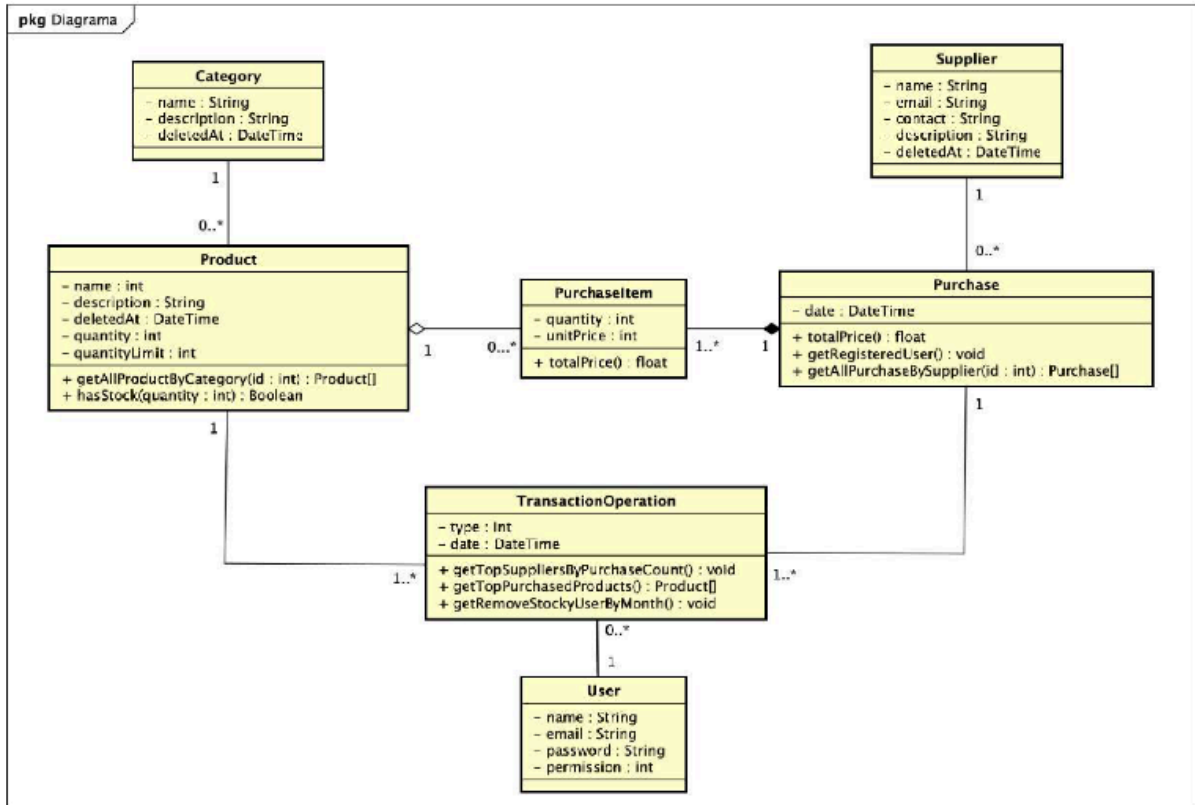 pkg Diagrama
Category
- name : String
- description : String
- deletedAt : DateTime
1
0..*
Supplier
- name : String
- email : String
- contact : String
- description : String
- deletedAt : DateTime
1
0..*
Product
- name : int
- description : String
- deletedAt : DateTime
- quantity : int
- quantityLimit : int
+ getAllProductByCategory(id : int) : Product[]
+ hasStock(quantity : int) : Boolean
1
0...*
PurchaseItem
- quantity : int
- unitPrice : int
+ totalPrice() : float
1..*
1
Purchase
- date : DateTime
+ totalPrice() : float
+ getRegisteredUser() : void
+ getAllPurchaseBySupplier(id : int) : Purchase[]
1
1
TransactionOperation
- type : int
- date : DateTime
+ getTopSuppliersByPurchaseCount() : void
+ getTopPurchasedProducts() : Product[]
+ getRemoveStockyUserByMonth() : void
1..*
1..*
0..*
1
User
- name : String
- email : String
- password : String
- permission : int